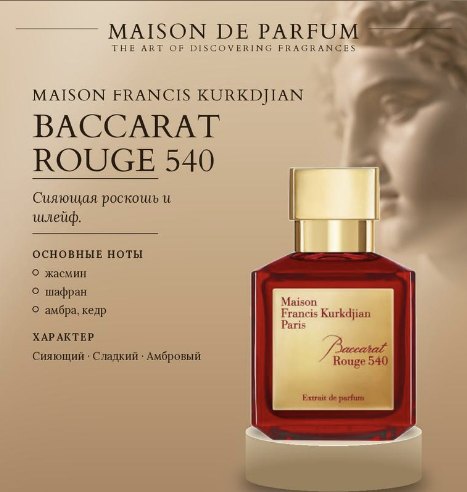 MAISON DE PARFUM
THE ART OF DISCOVERING FRAGRANCES
MAISON FRANCIS KURKDJIAN
BACCARAT
ROUGE 540
Сияющая роскошь и
шлейф.
ОСНОВНЫЕ НОТЫ
жасмин
шафран
амбра, кедр
ХАРАКТЕР
Сияющий · Сладкий · Амбровый
Maison
Francis Kurkdjian
Paris
Baccarat
Rouge 540
Extrait de parfum